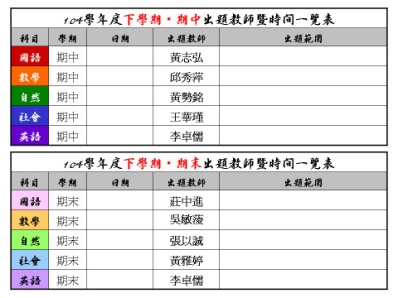 104學年度下學期‧期中出題教師暨時間一覽表
科目 學期 日期 出題教師 出題範圍
國語 期中 黃志弘
數學 期中 邱秀萍
自然 期中 黃勢銘
社會 期中 王華瑾
英語 期中 李卓儒
104學年度下學期‧期末出題教師暨時間一覽表
科目 學期 日期 出題教師 出題範圍
國語 期末 莊中進
數學 期末 吳敏菠
自然 期末 張以誠
社會 期末 黃雅婷
英語 期末 李卓儒